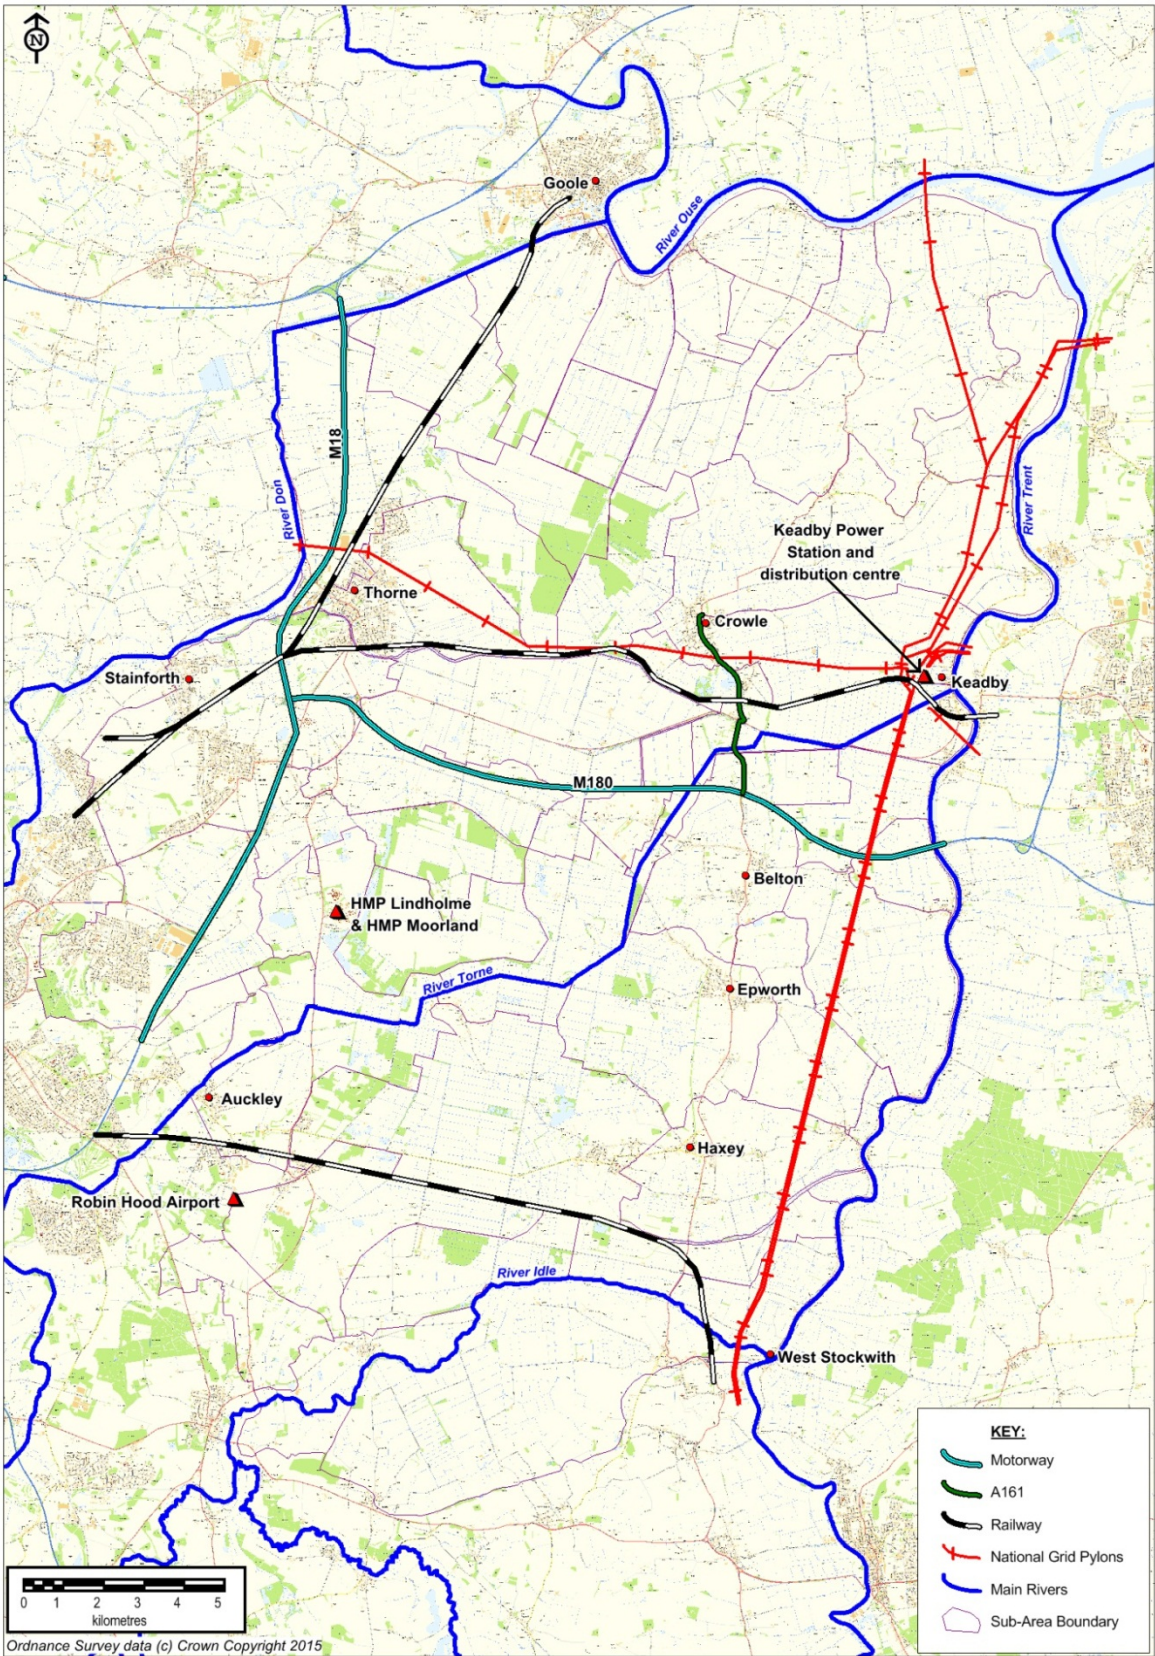 N
Goole
River Ouse
M18
River Don
River Trent
Keadby Power
Station and
distribution centre
Thorne
Crowle
Stainforth
Keadby
M180
Belton
HMP Lindholme
& HMP Moorland
River Torne
Epworth
Auckley
Haxey
Robin Hood Airport
River Idle
West Stockwith
KEY:
Motorway
A161
Railway
National Grid Pylons
Main Rivers
Sub-Area Boundary
0 1 2 3 4 5
kilometres
Ordnance Survey data (c) Crown Copyright 2015